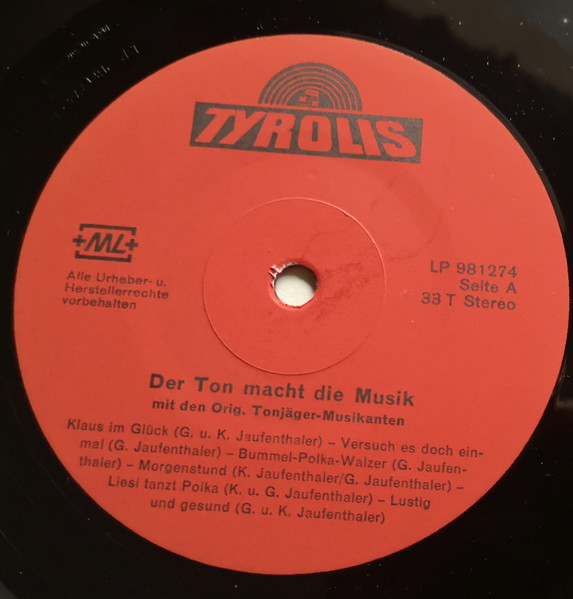 TYROLIS
+ML+
Alle Urheber- u.
Herstellerrechte
vorbehalten
LP 981274
Seite A
33 T Stereo
Der Ton macht die Musik
mit den Orig. Tonjäger-Musikanten
Klaus im Glück (G. u. K. Jaufenthaler) – Versuch es doch ein-
mal (G. Jaufenthaler) – Bummel-Polka-Walzer (G. Jaufen-
thaler) – Morgenstund (K. Jaufenthaler/G. Jaufenthaler) –
Liesi tanzt Polka (K. u. G. Jaufenthaler) – Lustig
und gesund (G. u. K. Jaufenthaler)